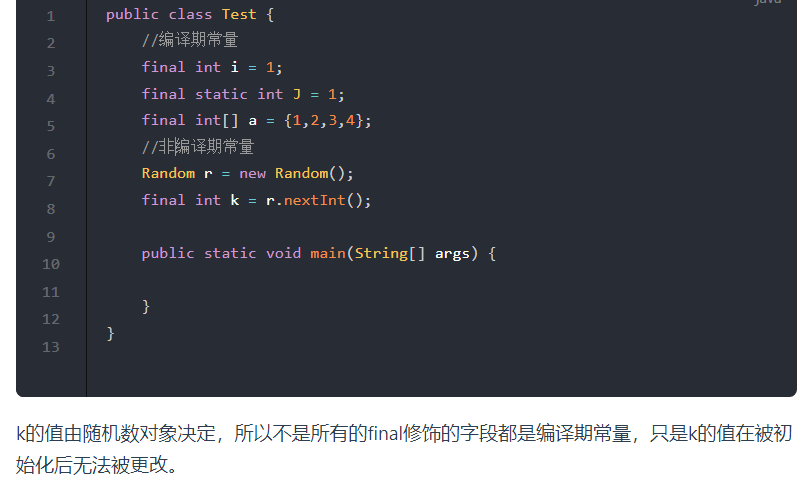 java
1 public class Test {
2 //编译期常量
3 final int i = 1;
4 final static int J = 1;
5 final int[] a = {1,2,3,4};
6 //非编译期常量
7 Random r = new Random();
8 final int k = r.nextInt();
9
10 public static void main(String[] args) {
11
12 }
13 }
k的值由随机数对象决定，所以不是所有的final修饰的字段都是编译期常量，只是k的值在被初
始化后无法被更改。